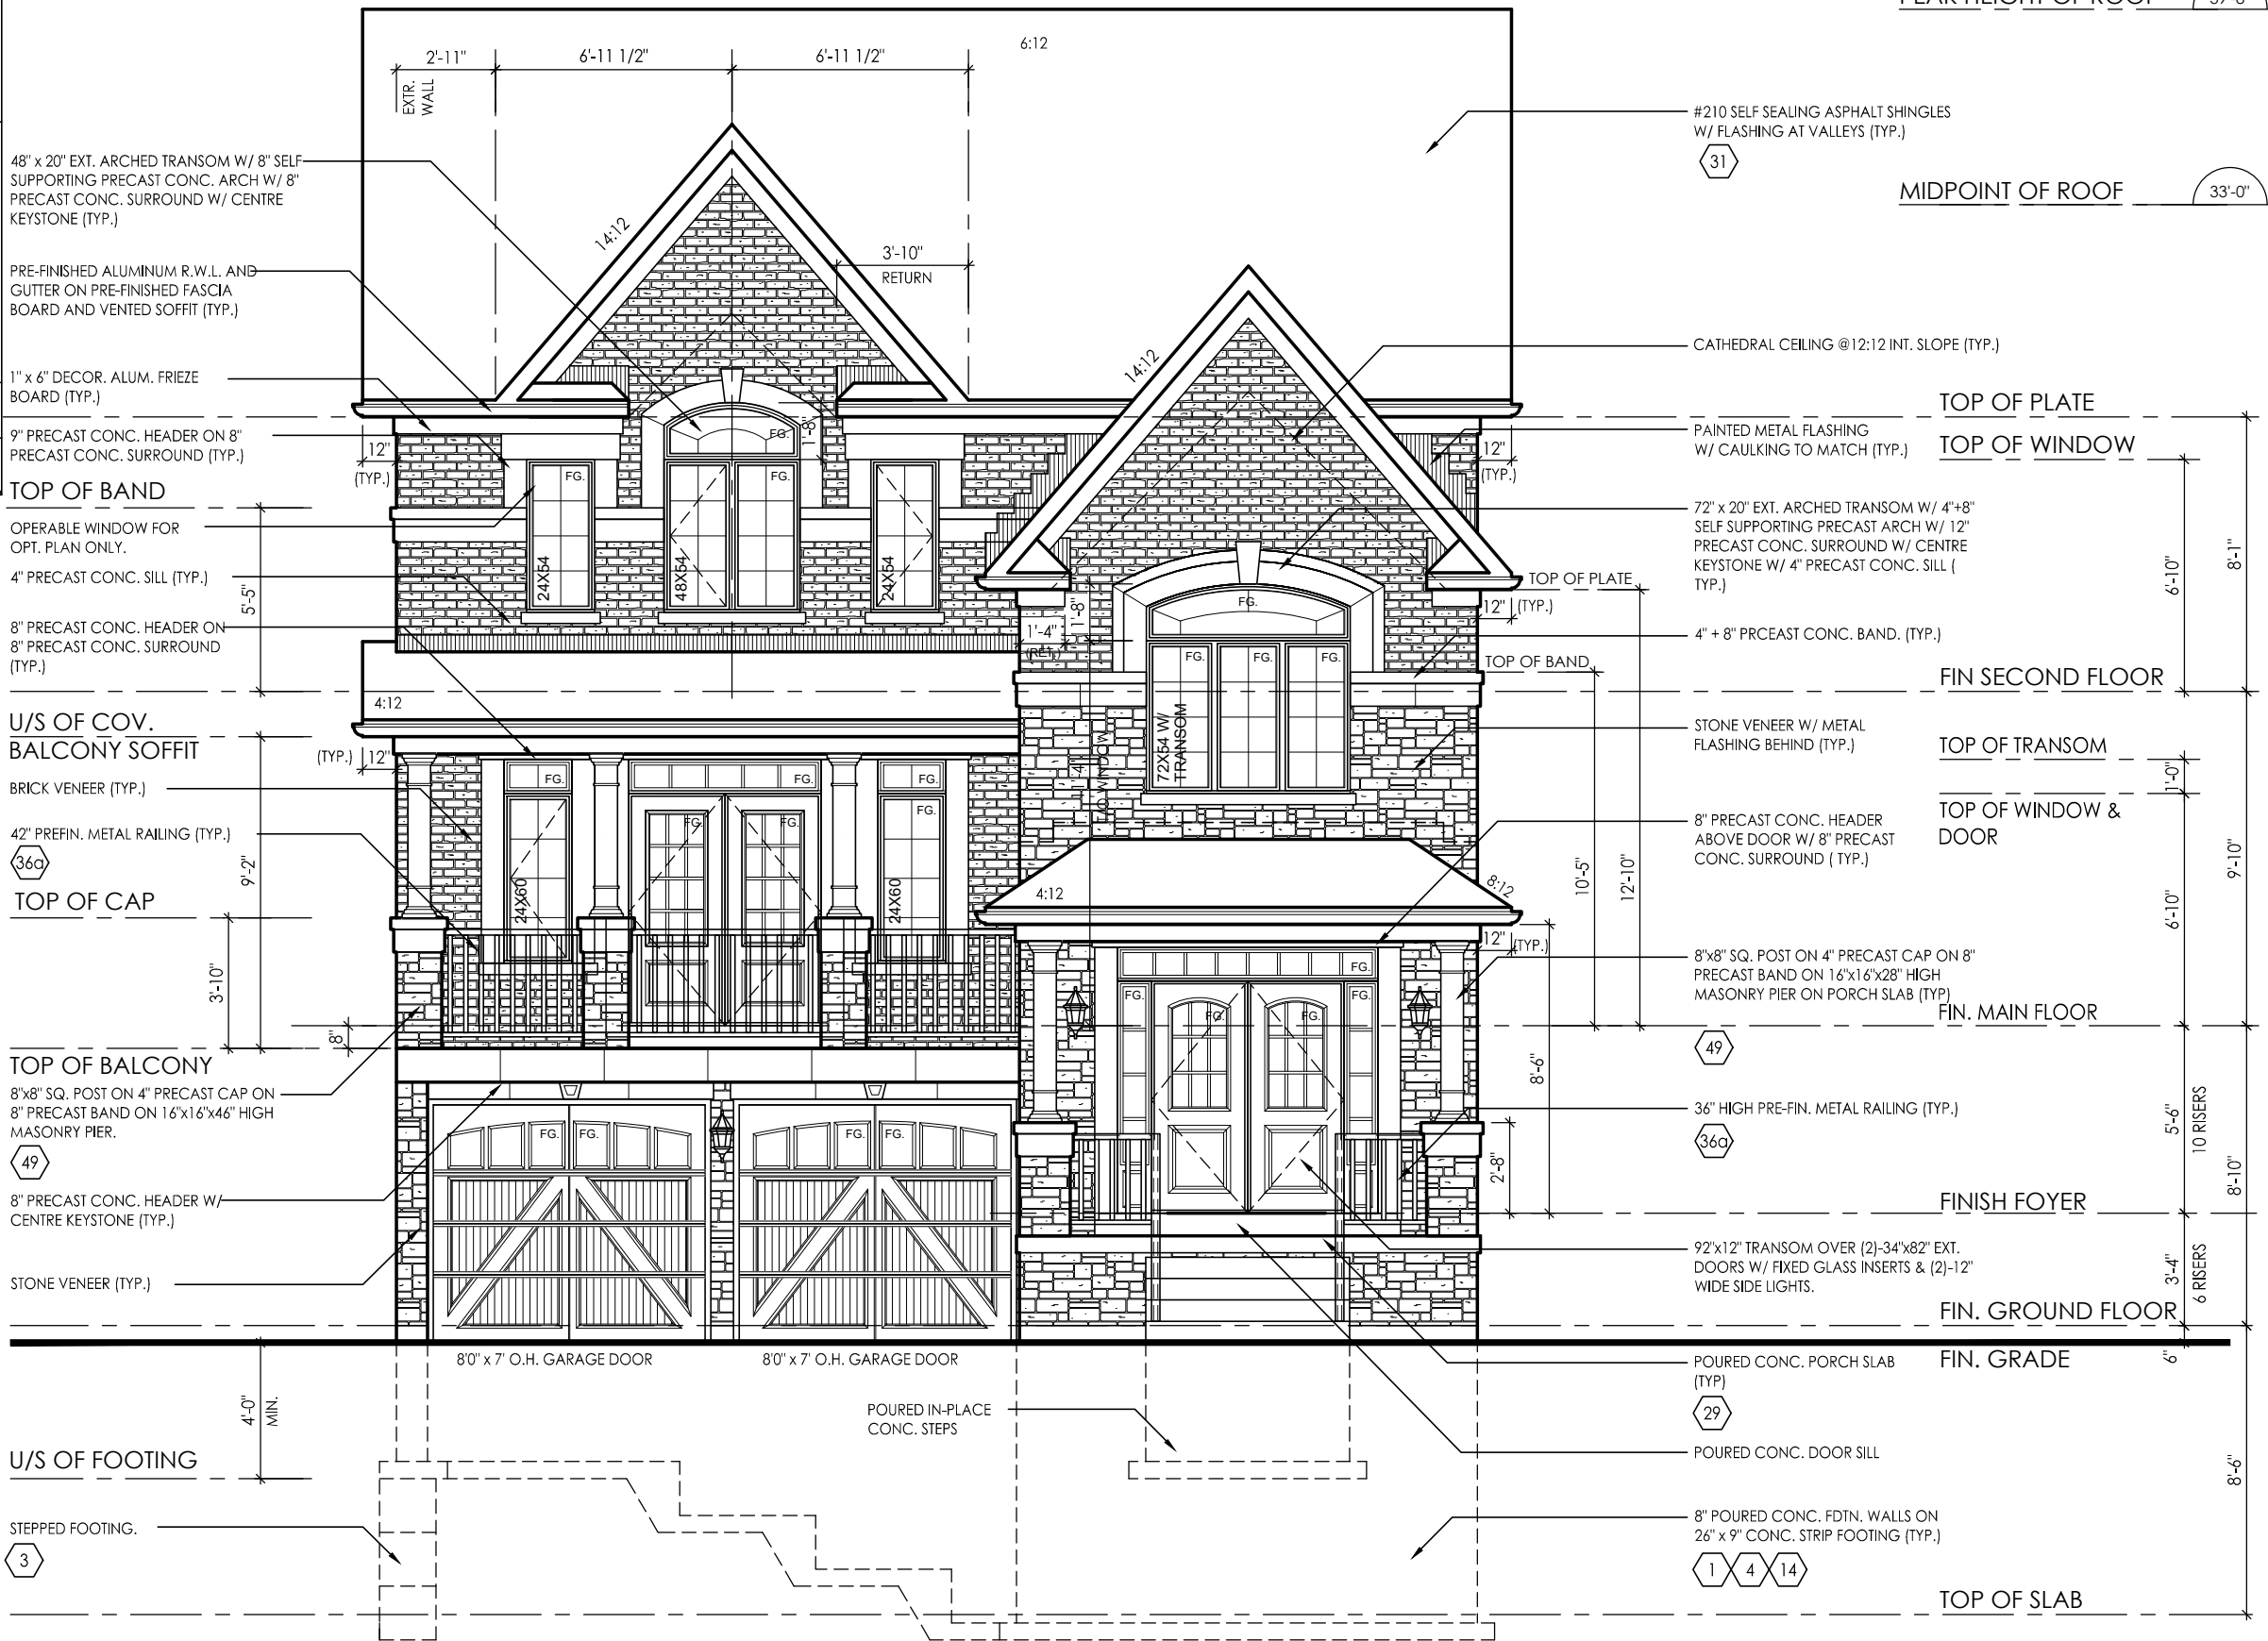 6:12
2'-11"
6'-11 1/2"
6'-11 1/2"
EXTR.
WALL
14:12
3'-10"
RETURN
14:12
48" x 20" EXT. ARCHED TRANSOM W/ 8" SELF
SUPPORTING PRECAST CONC. ARCH W/ 8"
PRECAST CONC. SURROUND W/ CENTRE
KEYSTONE (TYP.)
PRE-FINISHED ALUMINUM R.W.L. AND
GUTTER ON PRE-FINISHED FASCIA
BOARD AND VENTED SOFFIT (TYP.)
1" x 6" DECOR. ALUM. FRIEZE
BOARD (TYP.)
9" PRECAST CONC. HEADER ON 8"
PRECAST CONC. SURROUND (TYP.)
TOP OF BAND
OPERABLE WINDOW FOR
OPT. PLAN ONLY.
4" PRECAST CONC. SILL (TYP.)
5'-5"
8" PRECAST CONC. HEADER ON
8" PRECAST CONC. SURROUND
(TYP.)
U/S OF COV.
BALCONY SOFFIT
BRICK VENEER (TYP.)
42" PREFIN. METAL RAILING (TYP.)
36a
9'-2"
TOP OF CAP
3'-10"
8"
TOP OF BALCONY
8"x8" SQ. POST ON 4" PRECAST CAP ON
8" PRECAST BAND ON 16"x16"x46" HIGH
MASONRY PIER.
49
8" PRECAST CONC. HEADER W/
CENTRE KEYSTONE (TYP.)
STONE VENEER (TYP.)
4'-0"
MIN.
U/S OF FOOTING
STEPPED FOOTING.
3
12"
(TYP.)
FG.
FG.
FG.
FG.
24X54
48X54
24X54
1'-8"
4:12
(TYP.)
12"
FG.
FG.
FG.
FG.
FG.
FG.
24X60
24X60
FG.
FG.
FG.
FG.
8'0" x 7' O.H. GARAGE DOOR
8'0" x 7' O.H. GARAGE DOOR
POURED IN-PLACE
CONC. STEPS
12"
(TYP.)
TOP OF PLATE
12"
(TYP.)
TOP OF BAND
1'-8"
1'-4"
(RET.)
FG.
FG.
FG.
FG.
72X54 W/
TRANSOM
11'-4"
T/O WINDOW
4:12
8:12
12"
(TYP.)
FG.
FG.
FG.
FG.
FG.
10'-5"
12'-10"
8'-6"
2'-8"
33'-0"
MIDPOINT OF ROOF
#210 SELF SEALING ASPHALT SHINGLES
W/ FLASHING AT VALLEYS (TYP.)
31
CATHEDRAL CEILING @12:12 INT. SLOPE (TYP.)
TOP OF PLATE
PAINTED METAL FLASHING
W/ CAULKING TO MATCH (TYP.)
TOP OF WINDOW
72" x 20" EXT. ARCHED TRANSOM W/ 4"+8"
SELF SUPPORTING PRECAST ARCH W/ 12"
PRECAST CONC. SURROUND W/ CENTRE
KEYSTONE W/ 4" PRECAST CONC. SILL (
TYP.)
6'-10"
8'-1"
4" + 8" PRCEAST CONC. BAND. (TYP.)
FIN SECOND FLOOR
STONE VENEER W/ METAL
FLASHING BEHIND (TYP.)
TOP OF TRANSOM
1'-0"
TOP OF WINDOW &
DOOR
8" PRECAST CONC. HEADER
ABOVE DOOR W/ 8" PRECAST
CONC. SURROUND ( TYP.)
6'-10"
9'-10"
8"x8" SQ. POST ON 4" PRECAST CAP ON 8"
PRECAST BAND ON 16"x16"x28" HIGH
MASONRY PIER ON PORCH SLAB (TYP)
49
FIN. MAIN FLOOR
36" HIGH PRE-FIN. METAL RAILING (TYP.)
36a
5'-6"
10 RISERS
8'-10"
FINISH FOYER
92"x12" TRANSOM OVER (2)-34"x82" EXT.
DOORS W/ FIXED GLASS INSERTS & (2)-12"
WIDE SIDE LIGHTS.
3'-4"
6 RISERS
FIN. GROUND FLOOR
6"
FIN. GRADE
POURED CONC. PORCH SLAB
(TYP)
29
POURED CONC. DOOR SILL
8'-6"
8" POURED CONC. FDTN. WALLS ON
26" x 9" CONC. STRIP FOOTING (TYP.)
1
4
14
TOP OF SLAB